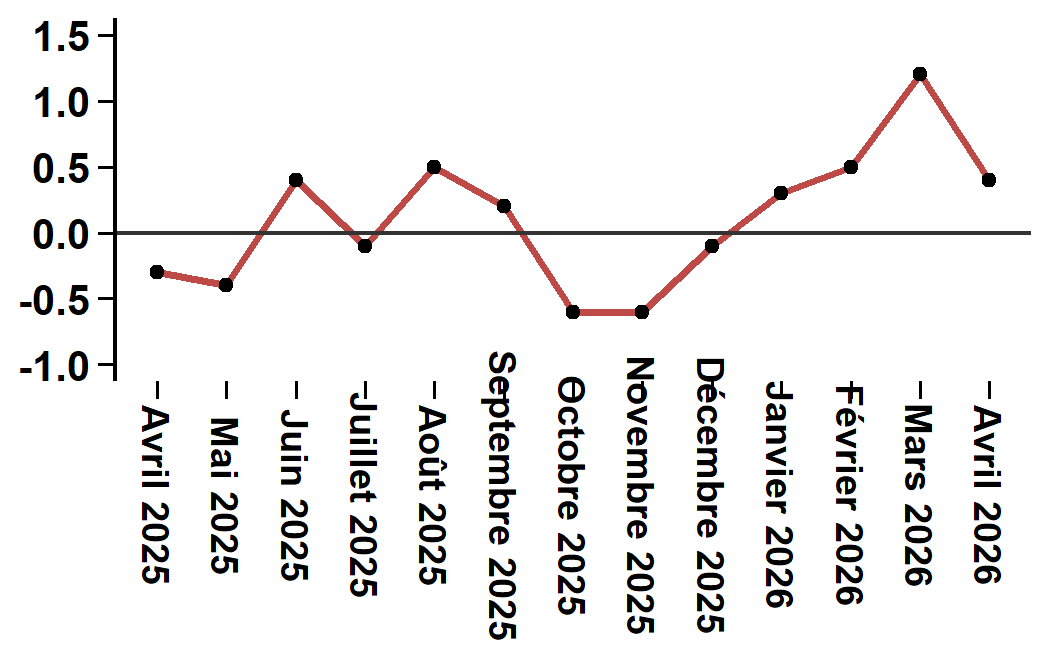 1.5
1.0
0.5
0.0
-0.5
-1.0
Avril 2025
Mai 2025
Juin 2025
Juillet 2025
Août 2025
Septembre 2025
Octobre 2025
Novembre 2025
Décembre 2025
Janvier 2026
Février 2026
Mars 2026
Avril 2026